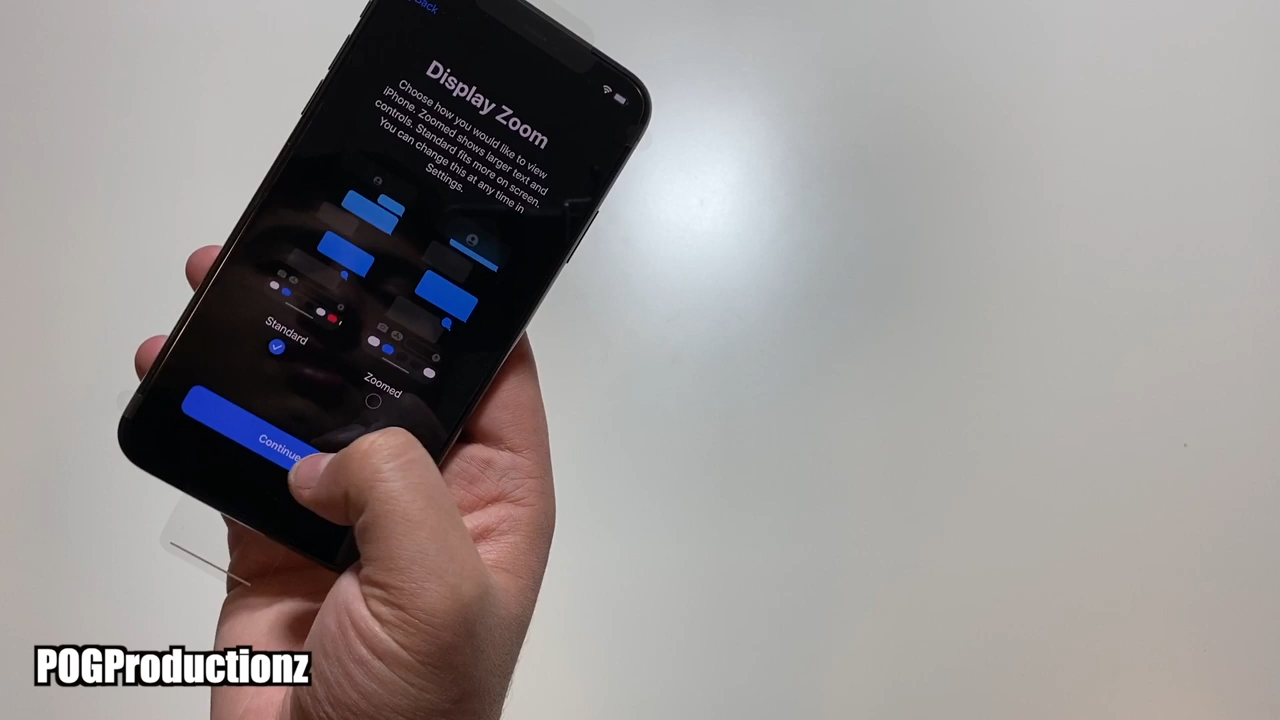 Back
Display Zoom
Choose how you would like to view
iPhone. Zoomed shows larger text and
controls. Standard fits more on screen.
You can change this at any time in
Settings.
Standard
Zoomed
Continue
POGProductionz